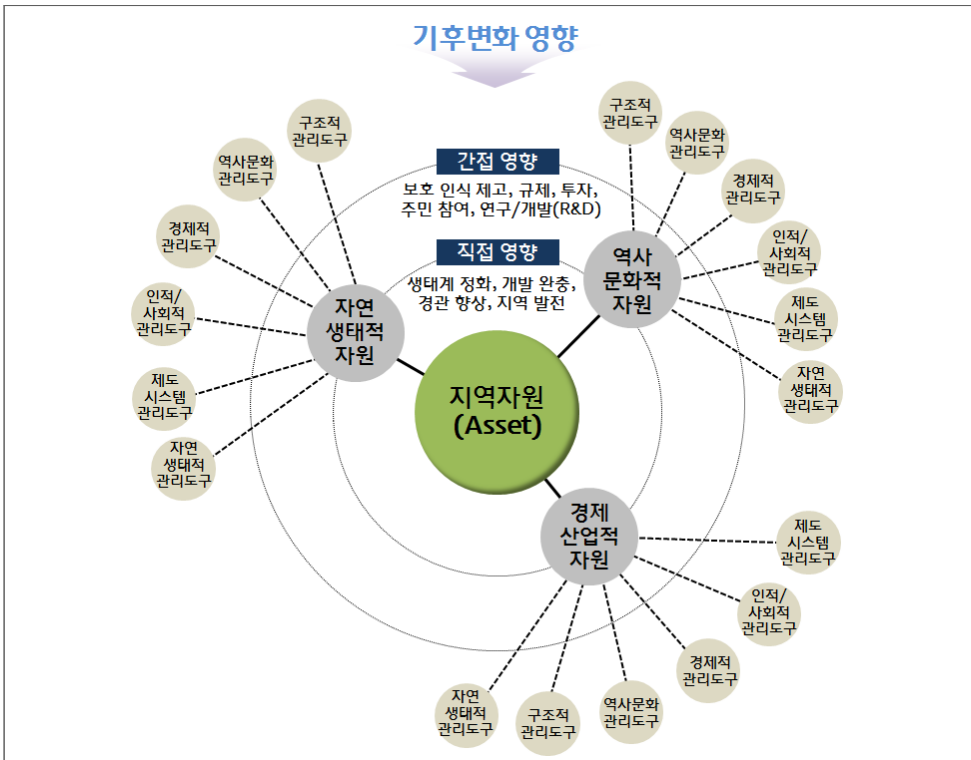 기후변화 영향
간접 영향
보호 인식 제고, 규제, 투자,
주민 참여, 연구/개발(R&D)
직접 영향
생태계 정화, 개발 완충,
경관 향상, 지역 발전
지역자원
(Asset)
자연
생태적
자원
구조적
관리도구
역사문화
관리도구
경제적
관리도구
인적/
사회적
관리도구
제도
시스템
관리도구
자연
생태적
관리도구
역사
문화적
자원
구조적
관리도구
역사문화
관리도구
경제적
관리도구
인적/
사회적
관리도구
제도
시스템
관리도구
자연
생태적
관리도구
경제
산업적
자원
제도
시스템
관리도구
인적/
사회적
관리도구
경제적
관리도구
역사문화
관리도구
구조적
관리도구
자연
생태적
관리도구